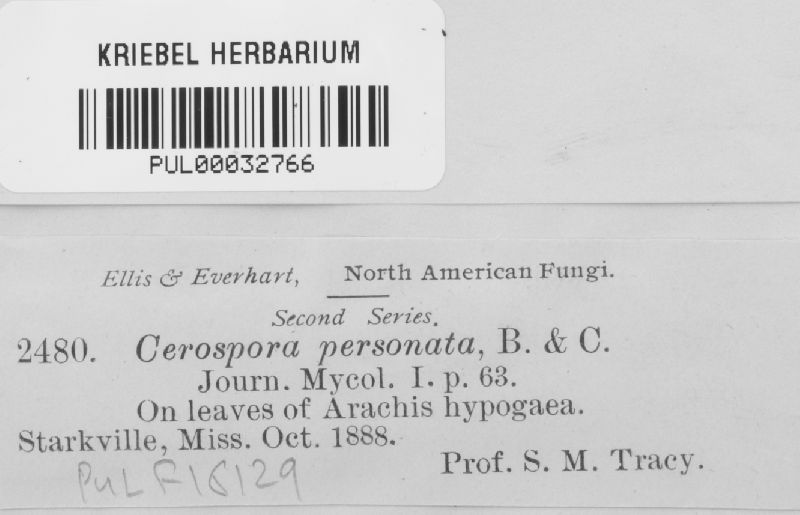 KRIEBEL HERBARIUM
PUL00032766
Ellis & Everhart, North American Fungi.
Second Series.
2480. Cerospora personata, B. & C.
Journ. Mycol. I. p. 63.
On leaves of Arachis hypogaea.
Starkville, Miss. Oct. 1888.
Prof. S. M. Tracy.
PUL F16129